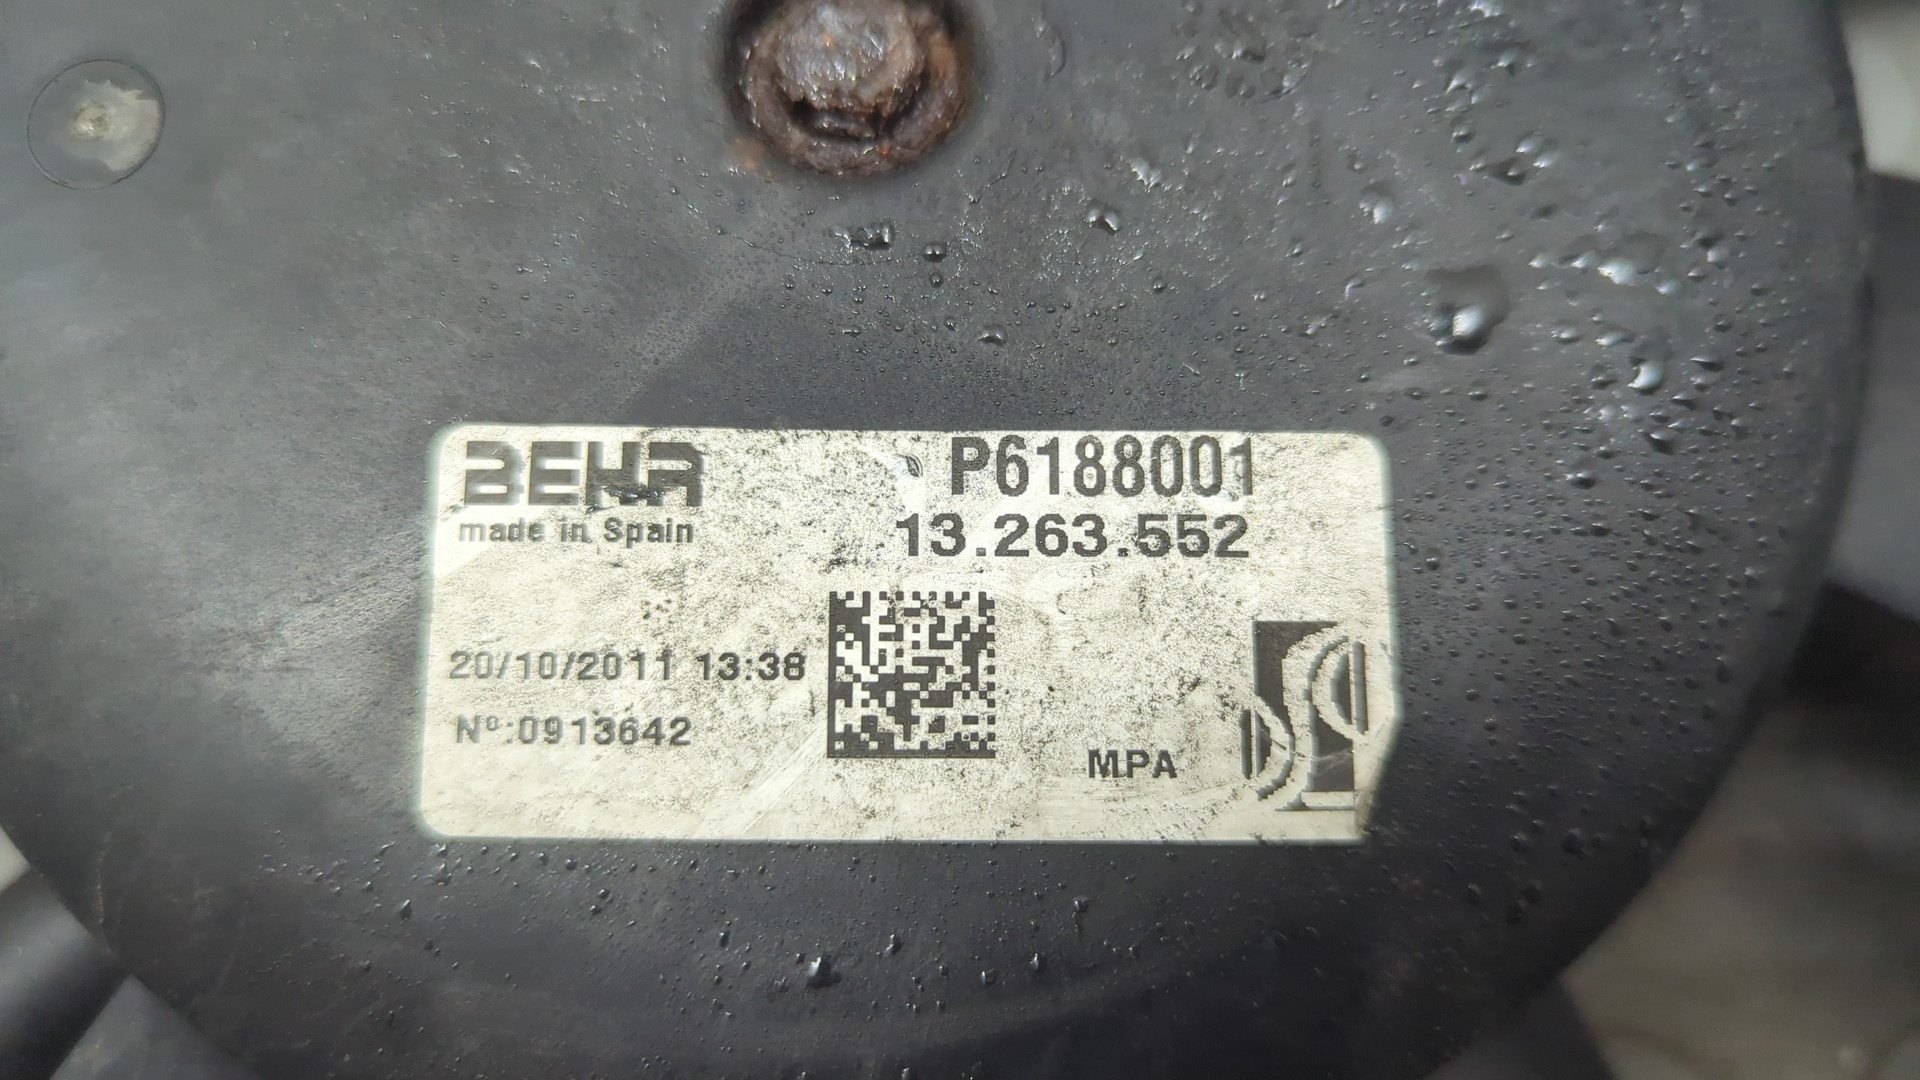 BEHR
made in Spain
P6188001
13.263.552
20/10/2011 13:38
Nº:0913642
MPA